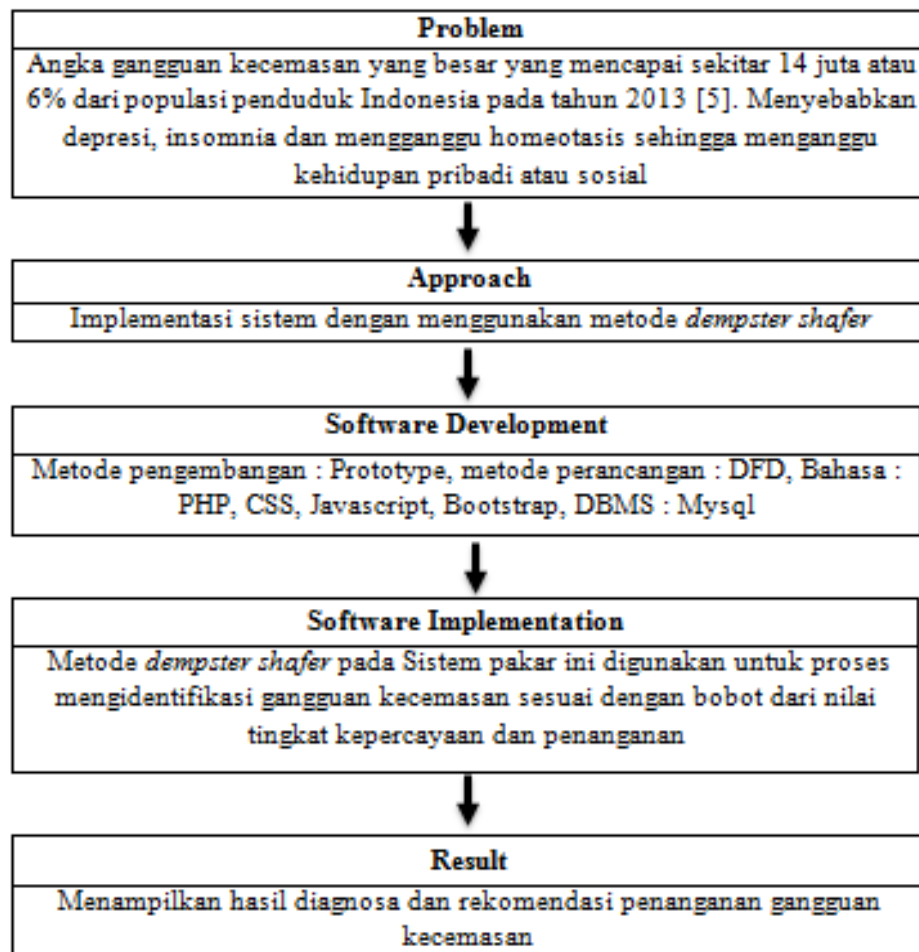 Problem
Angka gangguan kecemasan yang besar yang mencapai sekitar 14 juta atau
6% dari populasi penduduk Indonesia pada tahun 2013 [5]. Menyebabkan
depresi, insomnia dan mengganggu homeotasis sehingga menganggu
kehidupan pribadi atau sosial
Approach
Implementasi sistem dengan menggunakan metode dempster shafer
Software Development
Metode pengembangan : Prototype, metode perancangan : DFD, Bahasa :
PHP, CSS, Javascript, Bootstrap, DBMS : Mysql
Software Implementation
Metode dempster shafer pada Sistem pakar ini digunakan untuk proses
mengidentifikasi gangguan kecemasan sesuai dengan bobot dari nilai
tingkat kepercayaan dan penanganan
Result
Menampilkan hasil diagnosa dan rekomendasi penanganan gangguan
kecemasan